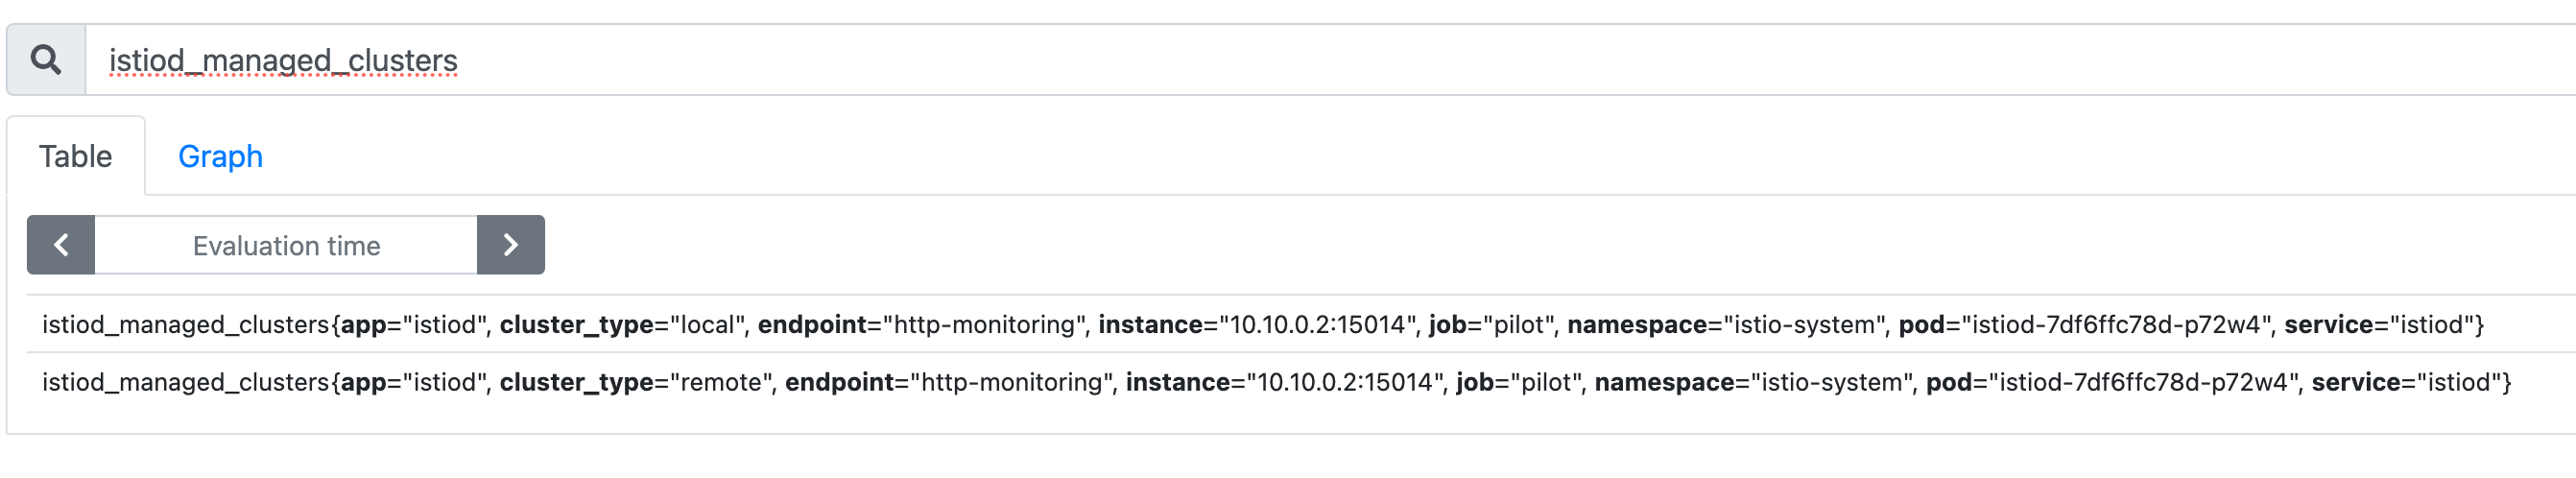 istiod_managed_clusters
Table Graph
Evaluation time
istiod_managed_clusters{app="istiod", cluster_type="local", endpoint="http-monitoring", instance="10.10.0.2:15014", job="pilot", namespace="istio-system", pod="istiod-7df6ffc78d-p72w4", service="istiod"}
istiod_managed_clusters{app="istiod", cluster_type="remote", endpoint="http-monitoring", instance="10.10.0.2:15014", job="pilot", namespace="istio-system", pod="istiod-7df6ffc78d-p72w4", service="istiod"}